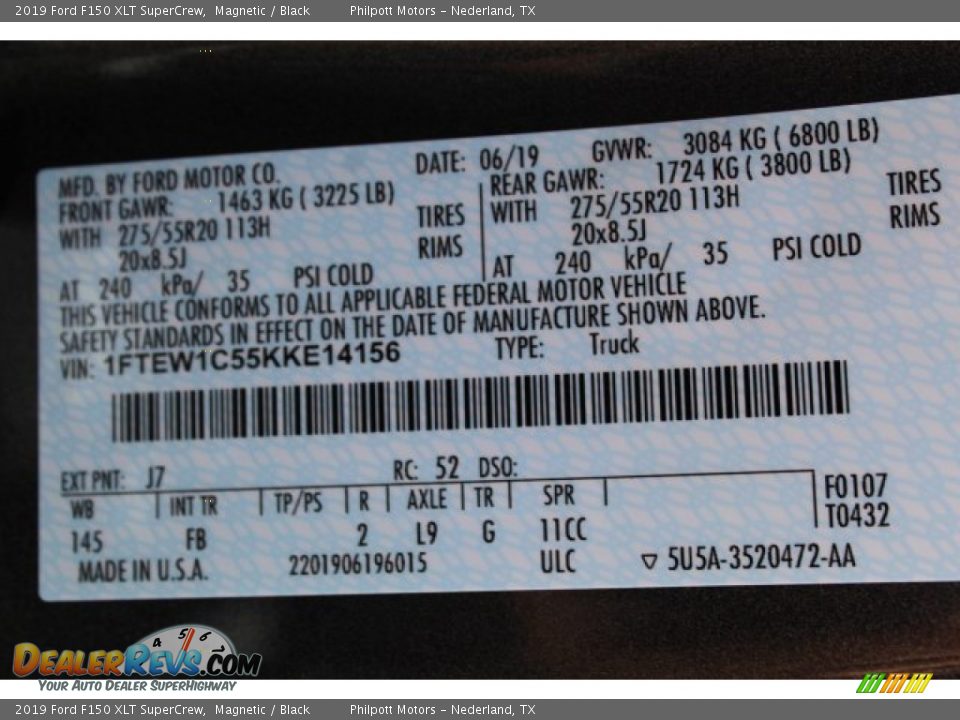 2019 Ford F150 XLT SuperCrew, Magnetic / Black Philpott Motors – Nederland, TX
MFD. BY FORD MOTOR CO. DATE: 06/19 GVWR: 3084 KG ( 6800 LB)
FRONT GAWR: 1463 KG ( 3225 LB) REAR GAWR: 1724 KG ( 3800 LB)
WITH 275/55R20 113H TIRES WITH 275/55R20 113H TIRES
20x8.5J RIMS 20x8.5J RIMS
AT 240 kPa/ 35 PSI COLD AT 240 kPa/ 35 PSI COLD
THIS VEHICLE CONFORMS TO ALL APPLICABLE FEDERAL MOTOR VEHICLE
SAFETY STANDARDS IN EFFECT ON THE DATE OF MANUFACTURE SHOWN ABOVE.
VIN: 1FTEW1C55KKE14156 TYPE: Truck
EXT PNT: J7 RC: 52 DSO:
WB INT TR TP/PS R AXLE TR SPR F0107
145 FB 2 L9 G 11CC T0432
MADE IN U.S.A. 2201906196015 ULC ▽ 5U5A-3520472-AA
4 5 6
DEALERREVS.COM
YOUR AUTO DEALER SUPERHIGHWAY
2019 Ford F150 XLT SuperCrew, Magnetic / Black Philpott Motors – Nederland, TX